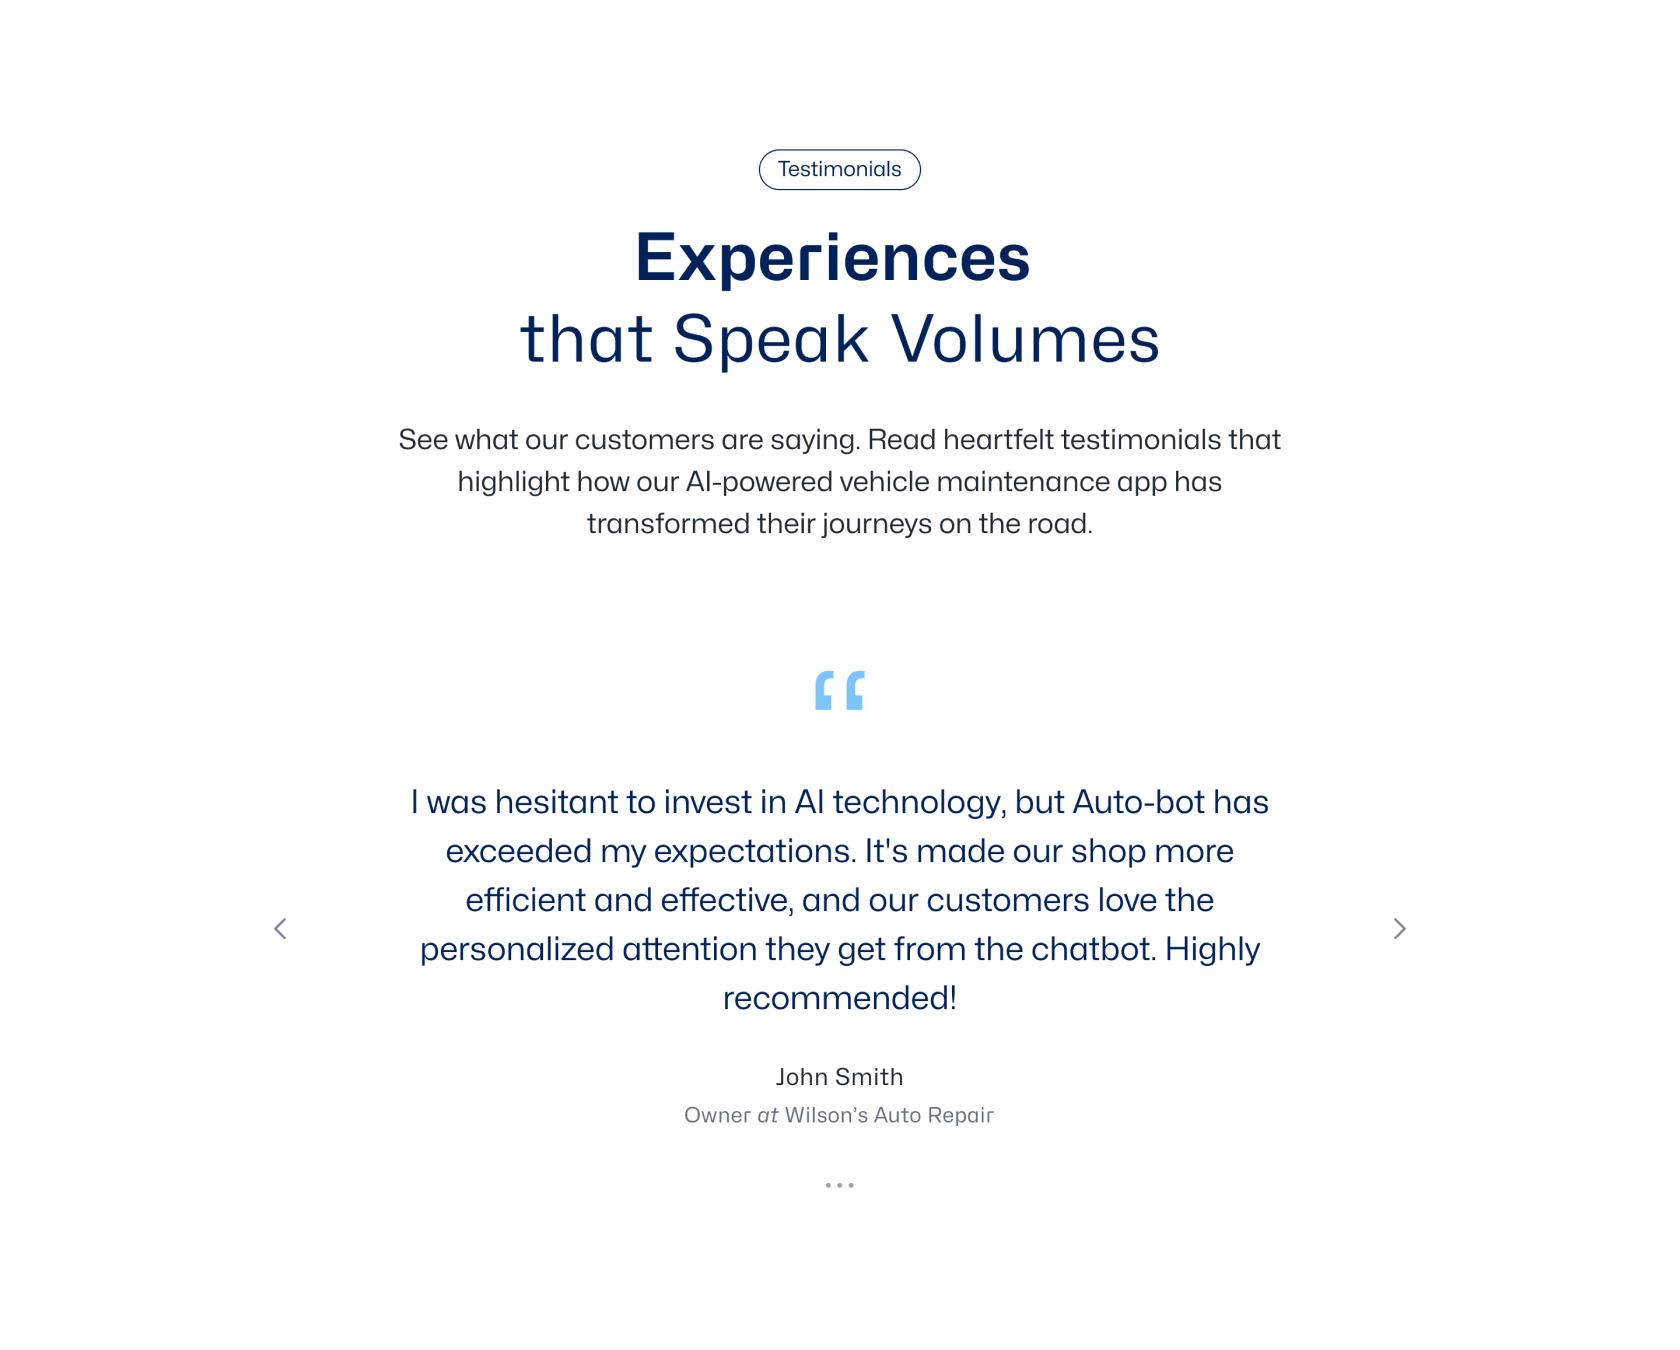 Testimonials
Experiences
that Speak Volumes
See what our customers are saying. Read heartfelt testimonials that
highlight how our AI-powered vehicle maintenance app has
transformed their journeys on the road.
“
I was hesitant to invest in AI technology, but Auto-bot has
exceeded my expectations. It's made our shop more
efficient and effective, and our customers love the
personalized attention they get from the chatbot. Highly
recommended!
John Smith
Owner at Wilson’s Auto Repair